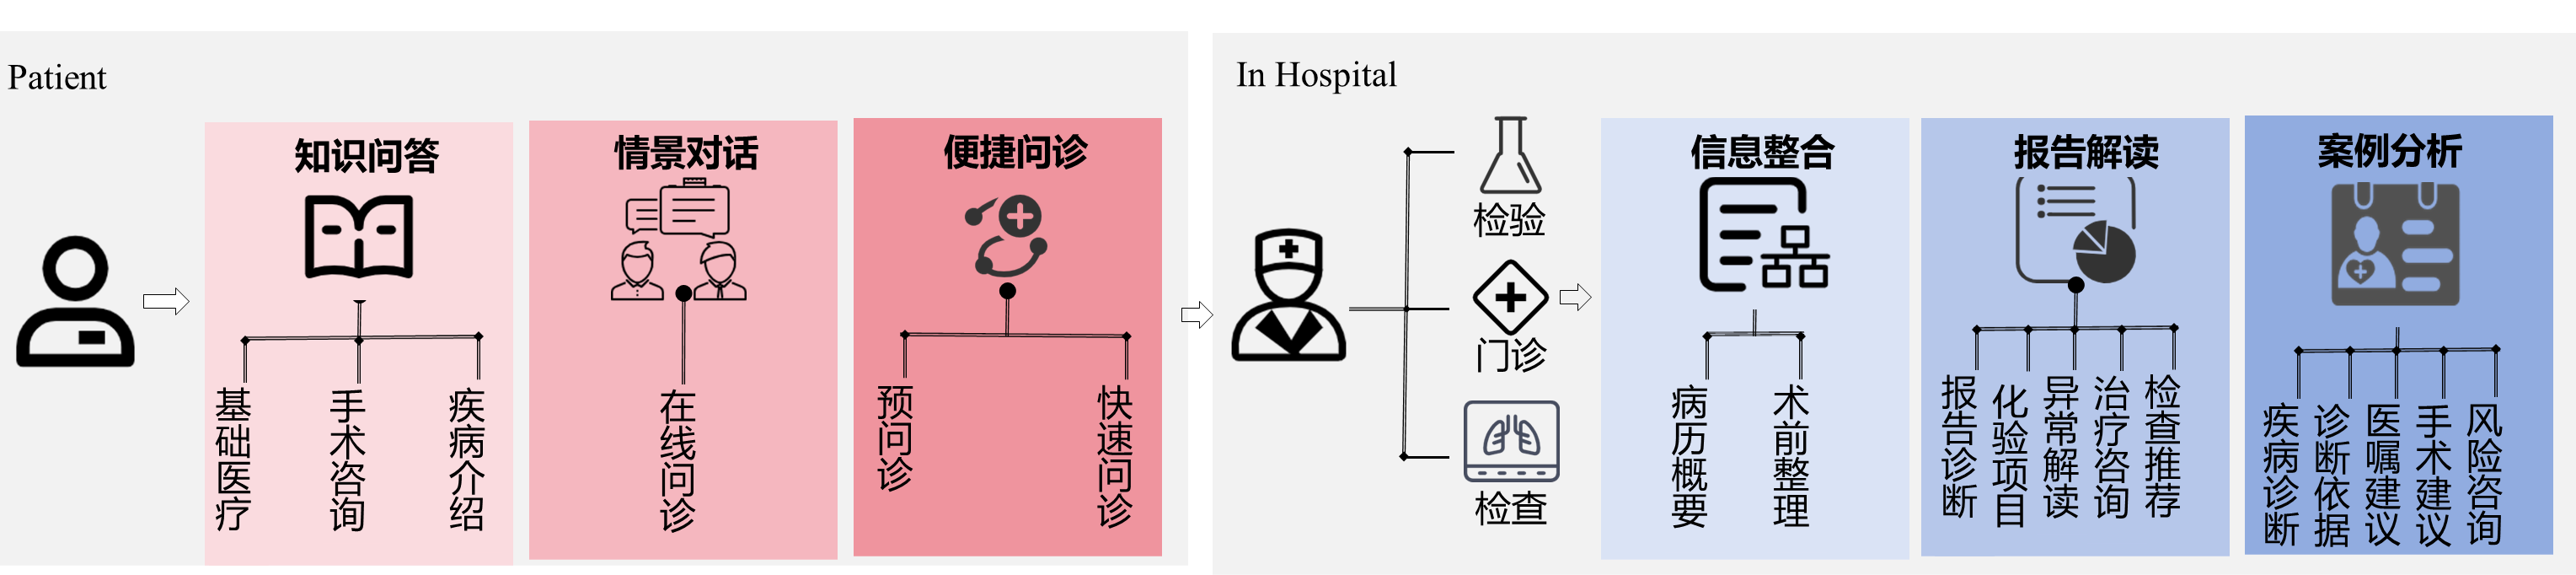 Patient
知识问答
基础医疗
手术咨询
疾病介绍
情景对话
在线问诊
便捷问诊
预问诊
快速问诊
In Hospital
检验
门诊
检查
信息整合
病历概要
术前整理
报告解读
报告诊断
化验项目
异常解读
治疗咨询
检查推荐
案例分析
疾病诊断
诊断依据
医嘱建议
手术建议
风险咨询